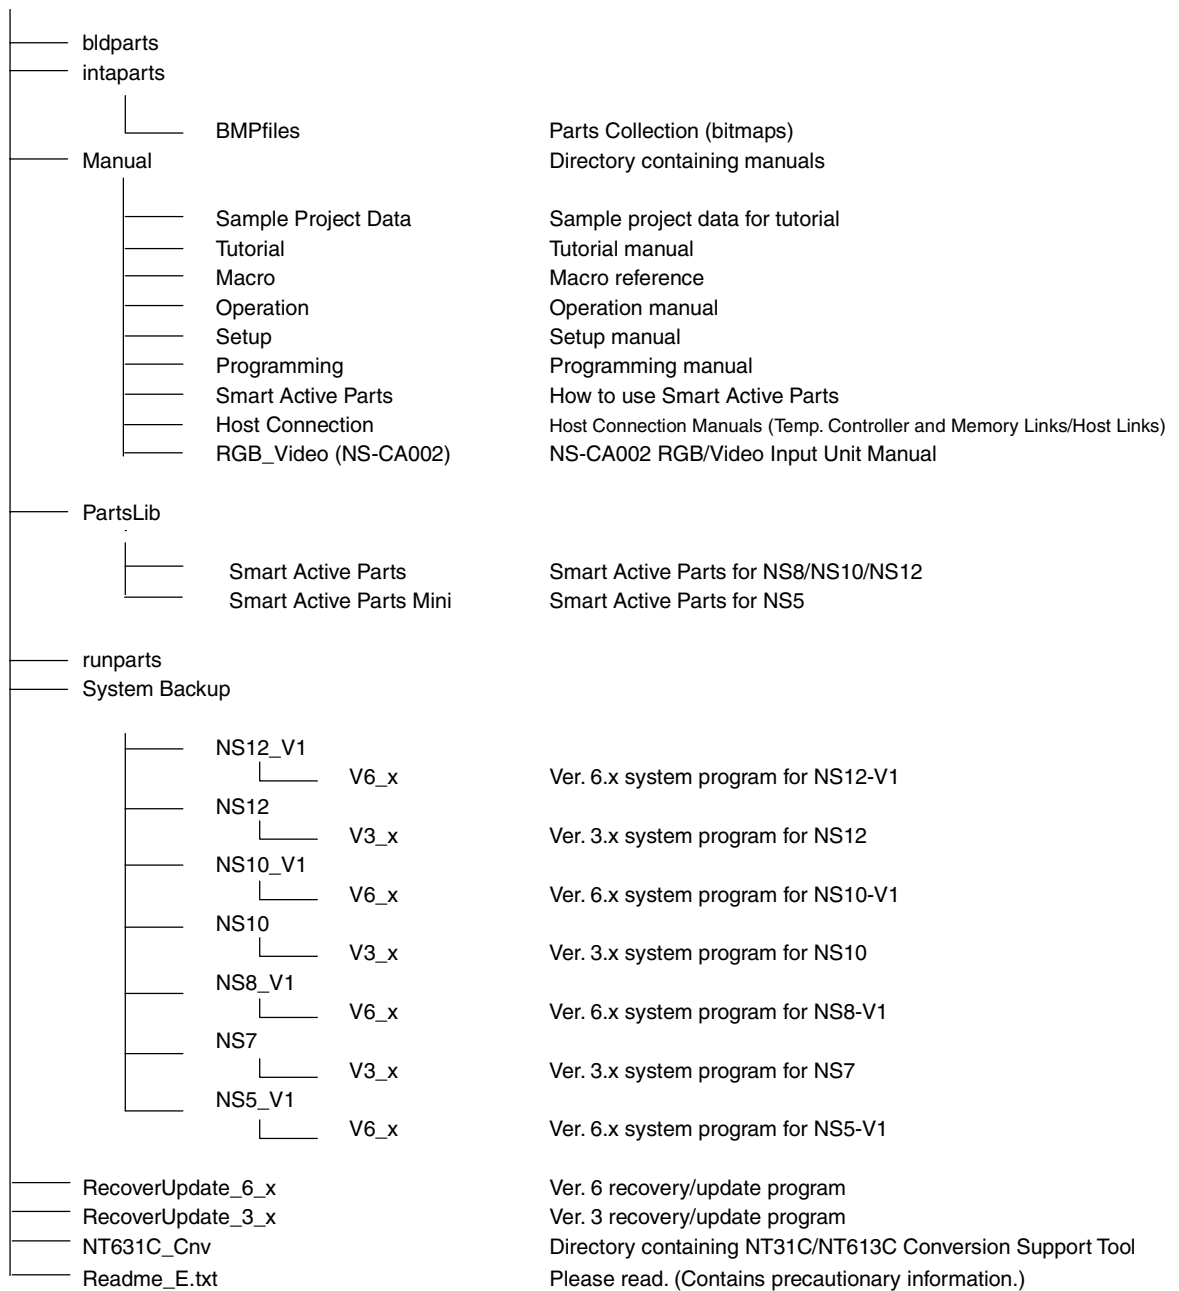 bldparts
intaparts
BMPfiles Parts Collection (bitmaps)
Manual Directory containing manuals
Sample Project Data Sample project data for tutorial
Tutorial Tutorial manual
Macro Macro reference
Operation Operation manual
Setup Setup manual
Programming Programming manual
Smart Active Parts How to use Smart Active Parts
Host Connection Host Connection Manuals (Temp. Controller and Memory Links/Host Links)
RGB_Video (NS-CA002) NS-CA002 RGB/Video Input Unit Manual
PartsLib
Smart Active Parts Smart Active Parts for NS8/NS10/NS12
Smart Active Parts Mini Smart Active Parts for NS5
runparts
System Backup
NS12_V1
V6_x Ver. 6.x system program for NS12-V1
NS12
V3_x Ver. 3.x system program for NS12
NS10_V1
V6_x Ver. 6.x system program for NS10-V1
NS10
V3_x Ver. 3.x system program for NS10
NS8_V1
V6_x Ver. 6.x system program for NS8-V1
NS7
V3_x Ver. 3.x system program for NS7
NS5_V1
V6_x Ver. 6.x system program for NS5-V1
RecoverUpdate_6_x Ver. 6 recovery/update program
RecoverUpdate_3_x Ver. 3 recovery/update program
NT631C_Cnv Directory containing NT31C/NT613C Conversion Support Tool
Readme_E.txt Please read. (Contains precautionary information.)